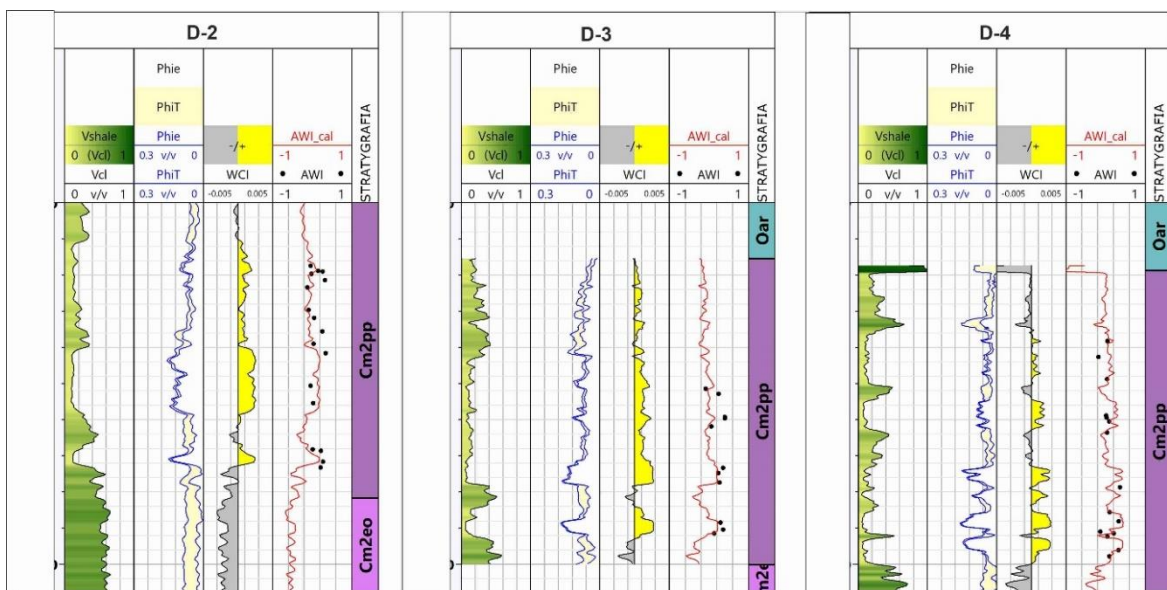 D-2
Phie
PhiT
Vshale
0 (Vcl) 1
Phie
0.3 v/v 0
-/+
AWI_cal
-1 1
Vcl
0 v/v 1
PhiT
0.3 v/v 0
WCI
-0.005 0.005
AWI
-1 1
STRATYGRAFIA
Cm2pp
Cm2eo
D-3
Phie
PhiT
Vshale
0 (Vcl) 1
Phie
0.3 v/v 0
-/+
AWI_cal
-1 1
Vcl
0 v/v 1
PhiT
0.3 0
WCI
-0.005 0.005
AWI
-1 1
STRATYGRAFIA
Oar
Cm2pp
D-4
Phie
PhiT
Vshale
0 (Vcl) 1
Phie
0.3 v/v 0
-/+
AWI_cal
-1 1
Vcl
0 v/v 1
PhiT
0.3 v/v 0
WCI
-0.005 0.005
AWI
-1 1
STRATYGRAFIA
Oar
Cm2pp